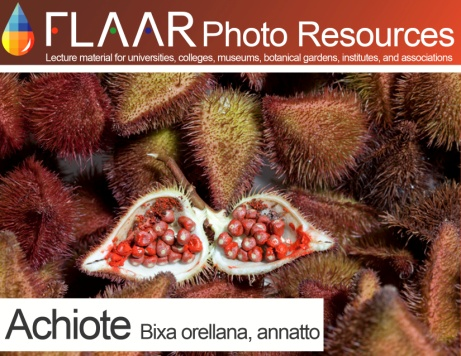 FLAAR Photo Resources
Lecture material for universities, colleges, museums, botanical gardens, institutes, and associations
Achiote Bixa orellana, annatto